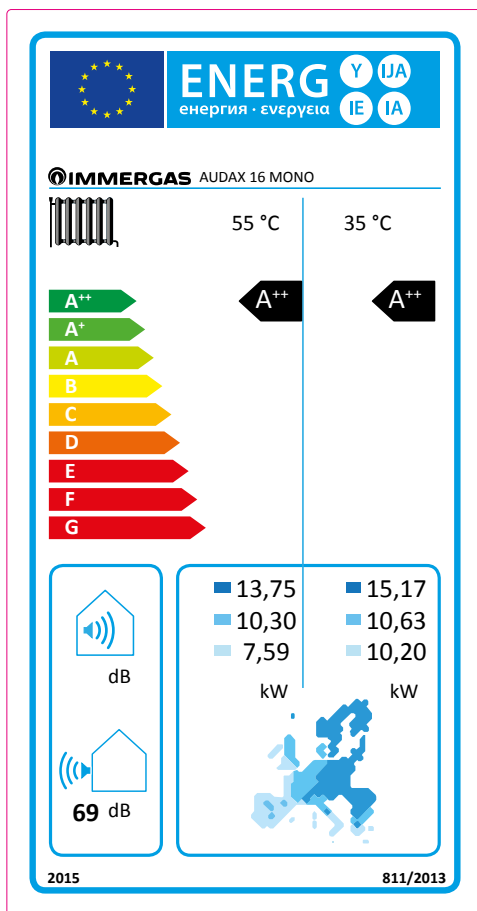 ENERG Y IJA
енергия · ενεργεια IE IA
IMMERGAS AUDAX 16 MONO
55 °C 35 °C
A++ A++ A++
A+
A
B
C
D
E
F
G
13,75 15,17
10,30 10,63
7,59 10,20
kW kW
dB
69 dB
2015 811/2013